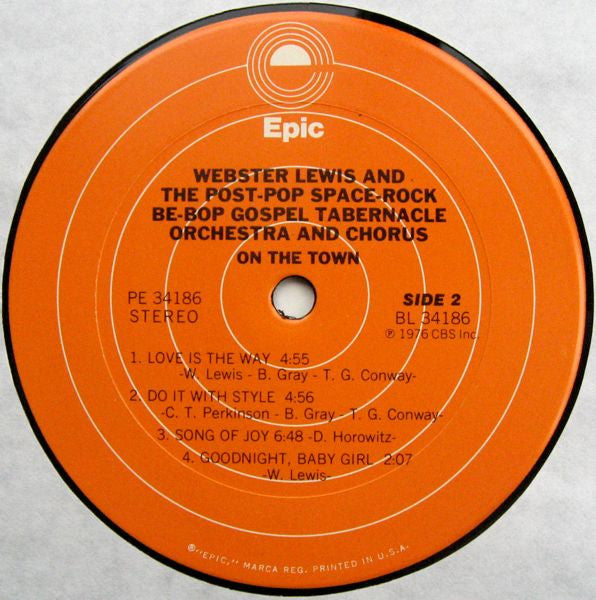 Epic
WEBSTER LEWIS AND
THE POST-POP SPACE-ROCK
BE-BOP GOSPEL TABERNACLE
ORCHESTRA AND CHORUS
ON THE TOWN
PE 34186
STEREO
SIDE 2
BL 34186
℗ 1976 CBS Inc.
1. LOVE IS THE WAY 4:55
-W. Lewis - B. Gray - T. G. Conway-
2. DO IT WITH STYLE 4:56
-C. T. Perkinson - B. Gray - T. G. Conway-
3. SONG OF JOY 6:48 -D. Horowitz-
4. GOODNIGHT, BABY GIRL 2:07
-W. Lewis-
®"EPIC," MARCA REG. PRINTED IN U.S.A.